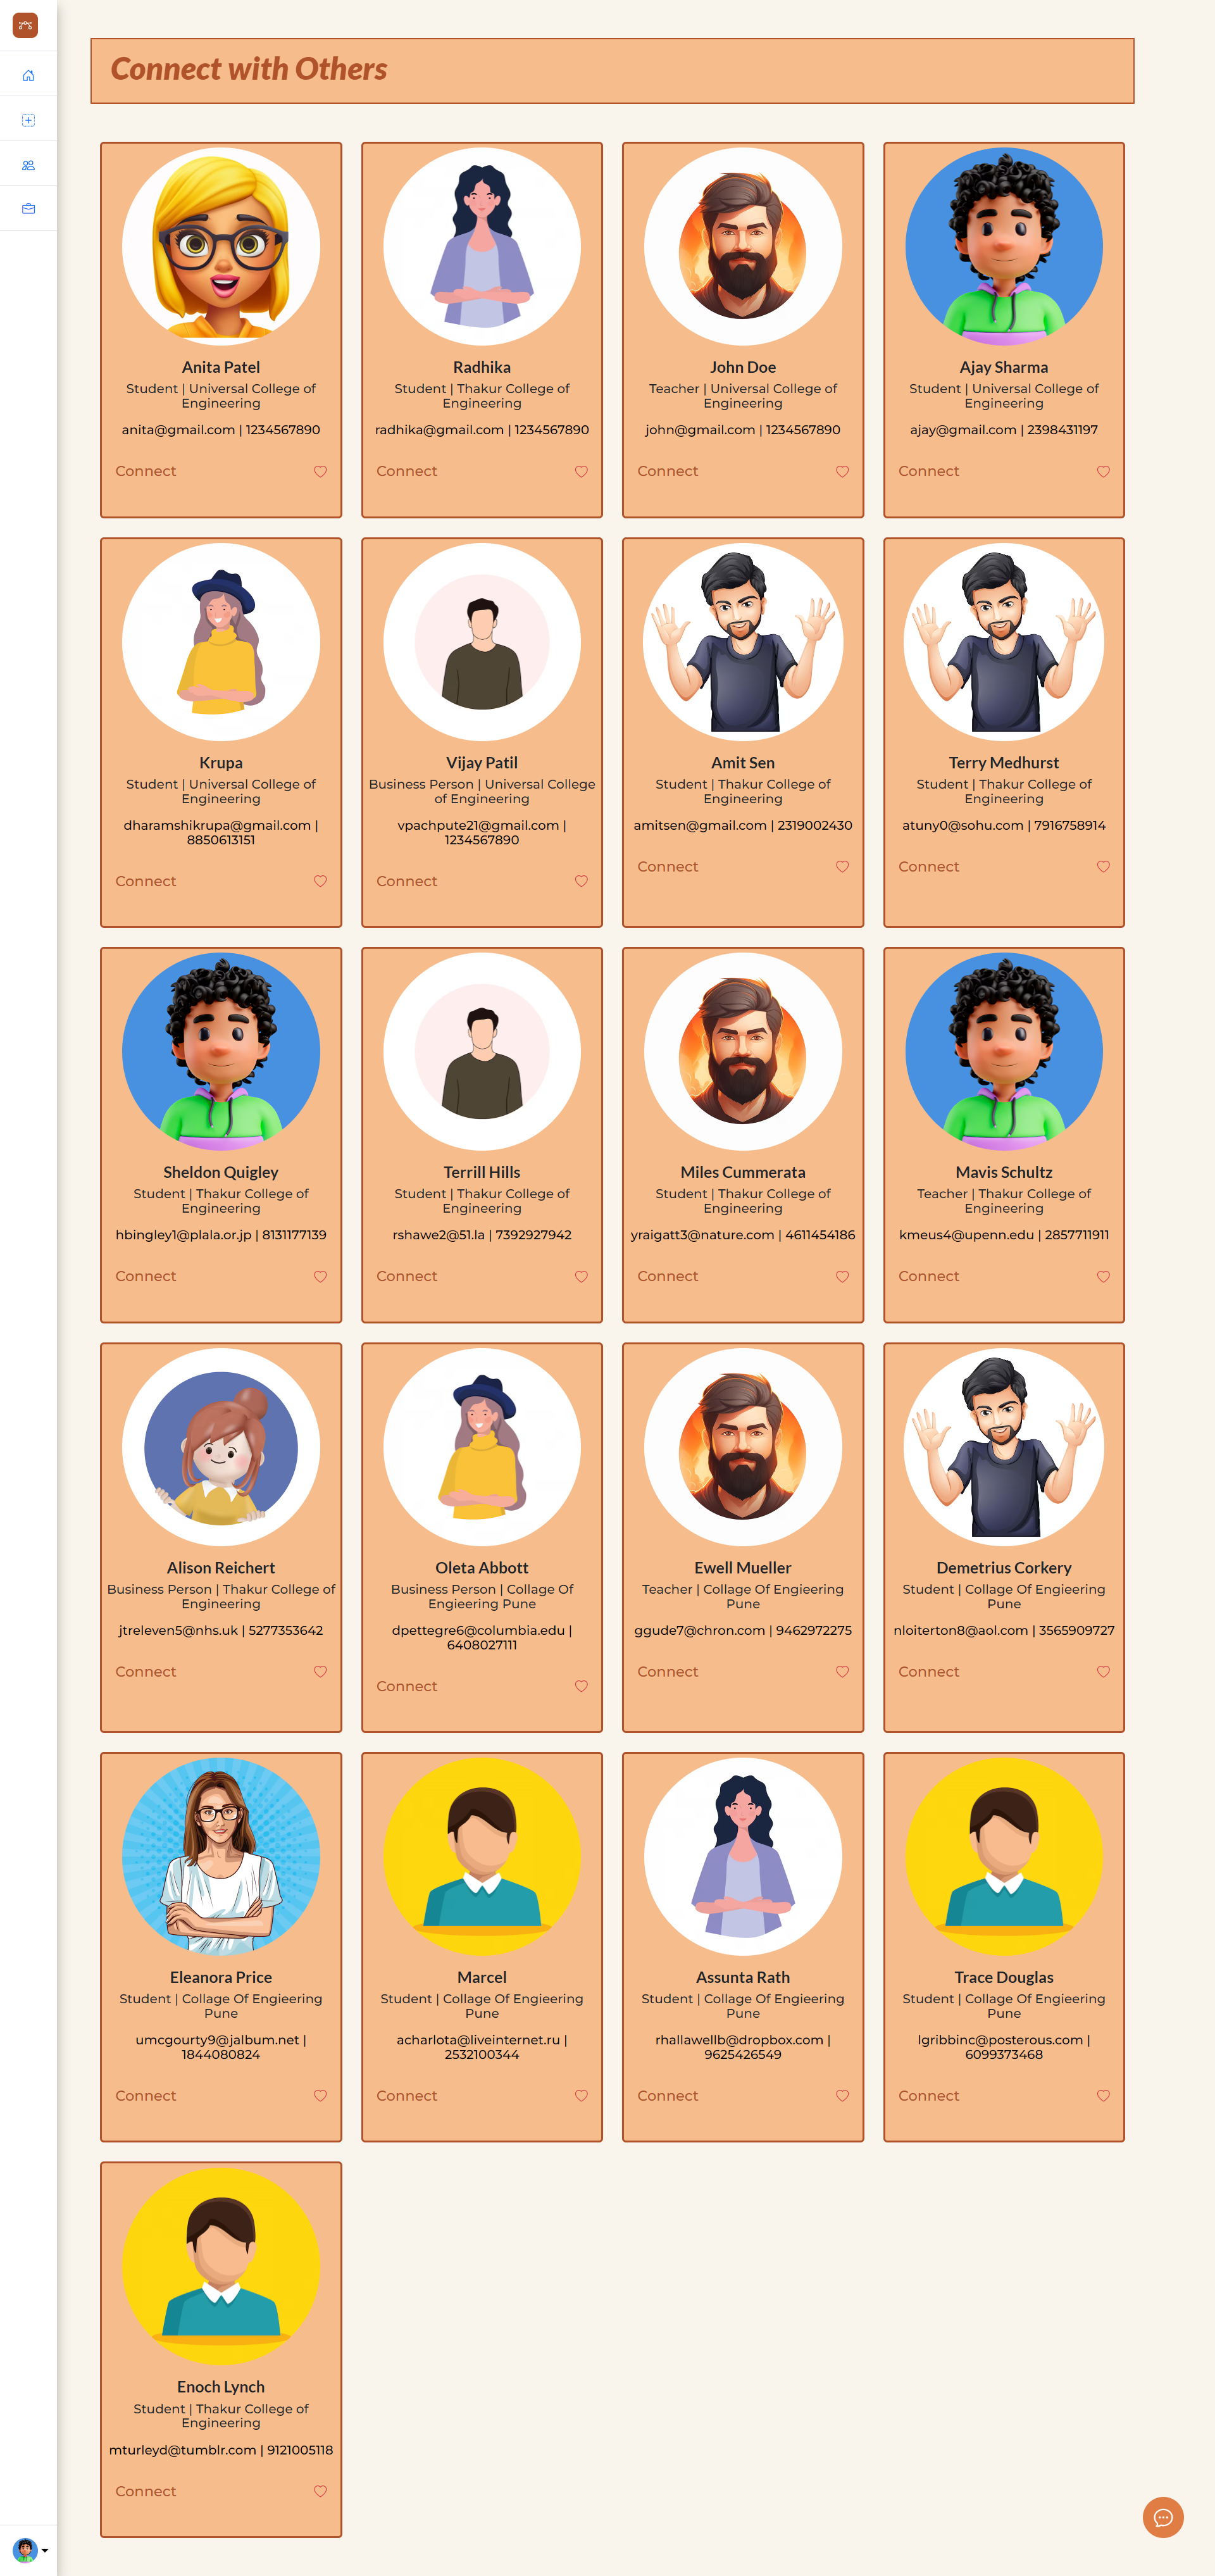 Connect with Others
Anita Patel
Student | Universal College of
Engineering
anita@gmail.com | 1234567890
Connect
Radhika
Student | Thakur College of
Engineering
radhika@gmail.com | 1234567890
Connect
John Doe
Teacher | Universal College of
Engineering
john@gmail.com | 1234567890
Connect
Ajay Sharma
Student | Universal College of
Engineering
ajay@gmail.com | 2398431197
Connect
Krupa
Student | Universal College of
Engineering
dharamshikrupa@gmail.com |
8850613151
Connect
Vijay Patil
Business Person | Universal College
of Engineering
vpachpute21@gmail.com |
1234567890
Connect
Amit Sen
Student | Thakur College of
Engineering
amitsen@gmail.com | 2319002430
Connect
Terry Medhurst
Student | Thakur College of
Engineering
atuny0@sohu.com | 7916758914
Connect
Sheldon Quigley
Student | Thakur College of
Engineering
hbingley1@plala.or.jp | 8131177139
Connect
Terrill Hills
Student | Thakur College of
Engineering
rshawe2@51.la | 7392927942
Connect
Miles Cummerata
Student | Thakur College of
Engineering
yraigatt3@nature.com | 4611454186
Connect
Mavis Schultz
Teacher | Thakur College of
Engineering
kmeus4@upenn.edu | 2857711911
Connect
Alison Reichert
Business Person | Thakur College of
Engineering
jtreleven5@nhs.uk | 5277353642
Connect
Oleta Abbott
Business Person | Collage Of
Engieering Pune
dpettegre6@columbia.edu |
6408027111
Connect
Ewell Mueller
Teacher | Collage Of Engieering
Pune
ggude7@chron.com | 9462972275
Connect
Demetrius Corkery
Student | Collage Of Engieering
Pune
nloiterton8@aol.com | 3565909727
Connect
Eleanora Price
Student | Collage Of Engieering
Pune
umcgourty9@jalbum.net |
1844080824
Connect
Marcel
Student | Collage Of Engieering
Pune
acharlota@liveinternet.ru |
2532100344
Connect
Assunta Rath
Student | Collage Of Engieering
Pune
rhallawellb@dropbox.com |
9625426549
Connect
Trace Douglas
Student | Collage Of Engieering
Pune
lgribbinc@posterous.com |
6099373468
Connect
Enoch Lynch
Student | Thakur College of
Engineering
mturleyd@tumblr.com | 9121005118
Connect